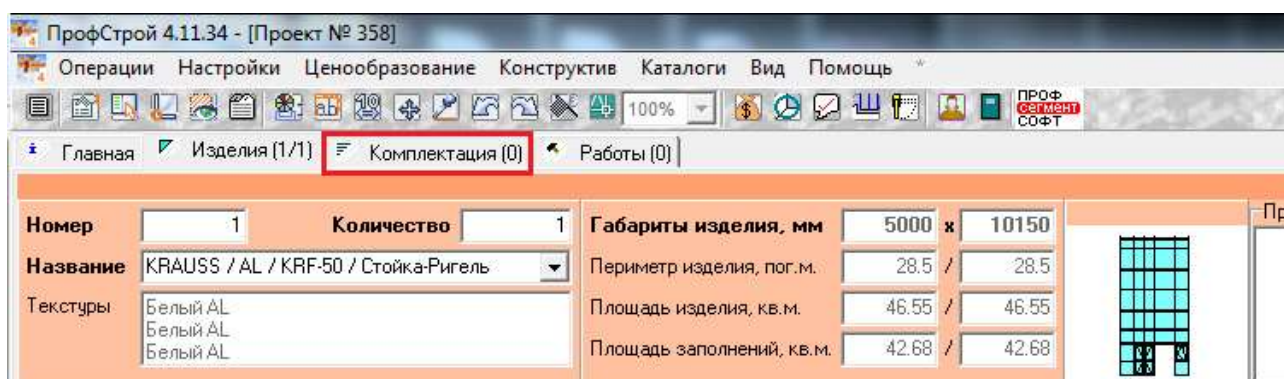 ПрофСтрой 4.11.34 - [Проект № 358]
Операции Настройки Ценообразование Конструктив Каталоги Вид Помощь
100% ПРОФ
сегмент
СОФТ
Главная Изделия (1/1) Комплектация (0) Работы (0)
Номер 1 Количество 1 Габариты изделия, мм 5000 x 10150
Название KRAUSS / AL / KRF-50 / Стойка-Ригель Периметр изделия, пог.м. 28.5 / 28.5
Текстуры Белый AL Площадь изделия, кв.м. 46.55 / 46.55
Белый AL
Белый AL Площадь заполнений, кв.м. 42.68 / 42.68